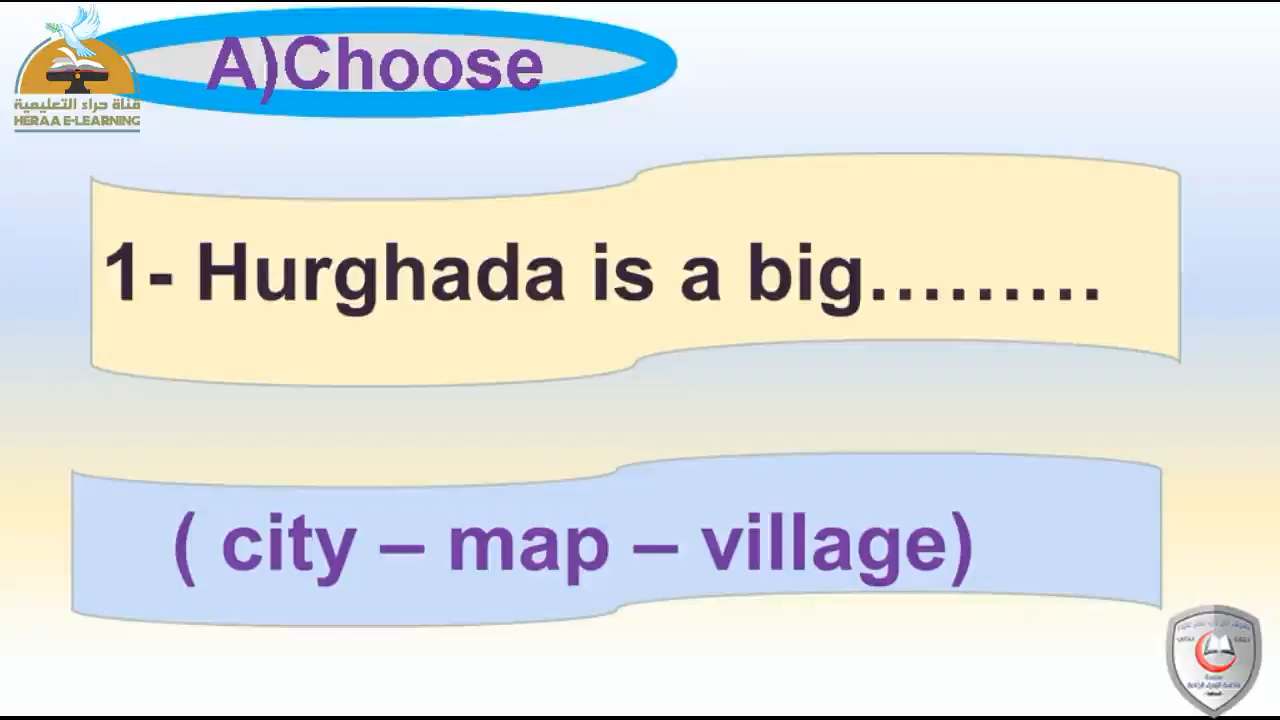 A)Choose
قناة حراء التعليمية
HERAA E-LEARNING
1- Hurghada is a big.........
( city – map – village)